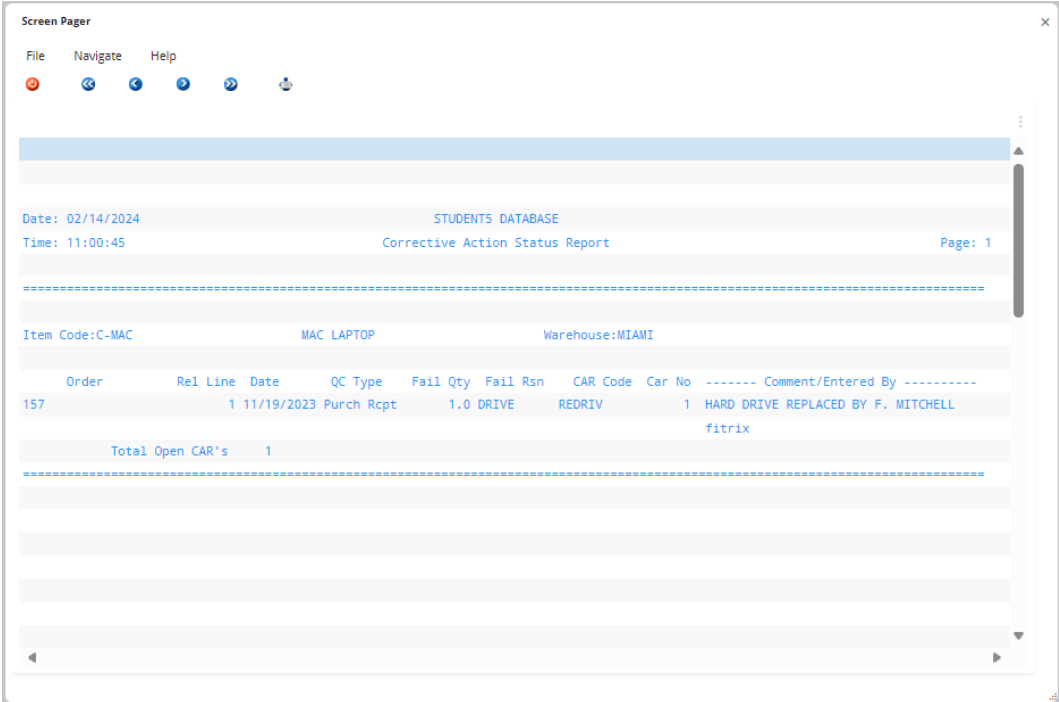 Screen Pager
File Navigate Help
Date: 02/14/2024 STUDENT5 DATABASE
Time: 11:00:45 Corrective Action Status Report Page: 1
====================================================================================================================================
Item Code:C-MAC MAC LAPTOP Warehouse:MIAMI
Order Rel Line Date QC Type Fail Qty Fail Rsn CAR Code Car No ------- Comment/Entered By ----------
157 1 11/19/2023 Purch Rcpt 1.0 DRIVE REDRIV 1 HARD DRIVE REPLACED BY F. MITCHELL
fitrix
Total Open CAR's 1
====================================================================================================================================